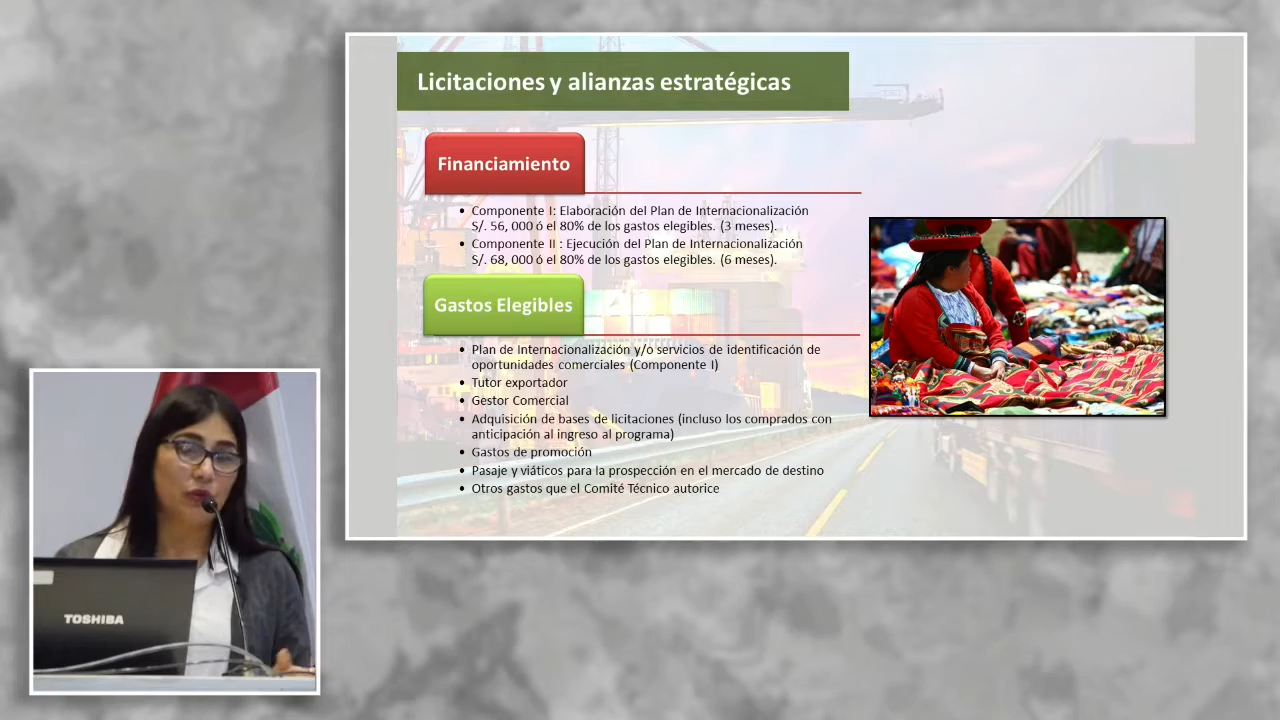 Licitaciones y alianzas estratégicas
Financiamiento
• Componente I: Elaboración del Plan de Internacionalización
S/. 56, 000 ó el 80% de los gastos elegibles. (3 meses).
• Componente II : Ejecución del Plan de Internacionalización
S/. 68, 000 ó el 80% de los gastos elegibles. (6 meses).
Gastos Elegibles
• Plan de Internacionalización y/o servicios de identificación de
oportunidades comerciales (Componente I)
• Tutor exportador
• Gestor Comercial
• Adquisición de bases de licitaciones (incluso los comprados con
anticipación al ingreso al programa)
• Gastos de promoción
• Pasaje y viáticos para la prospección en el mercado de destino
• Otros gastos que el Comité Técnico autorice
TOSHIBA